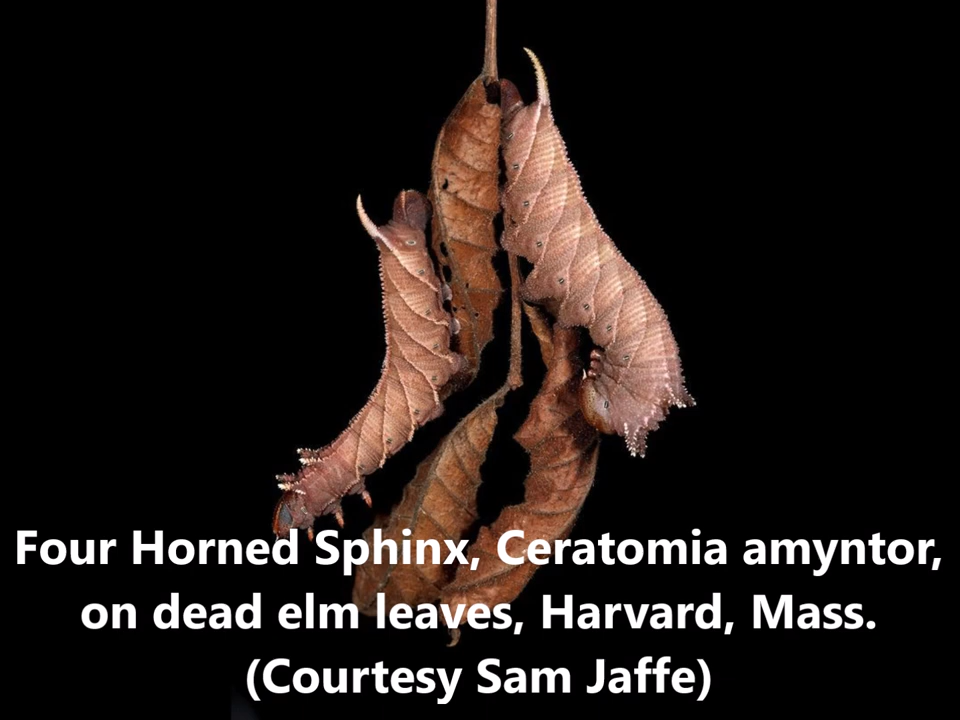 Four Horned Sphinx, Ceratomia amyntor,
on dead elm leaves, Harvard, Mass.
(Courtesy Sam Jaffe)